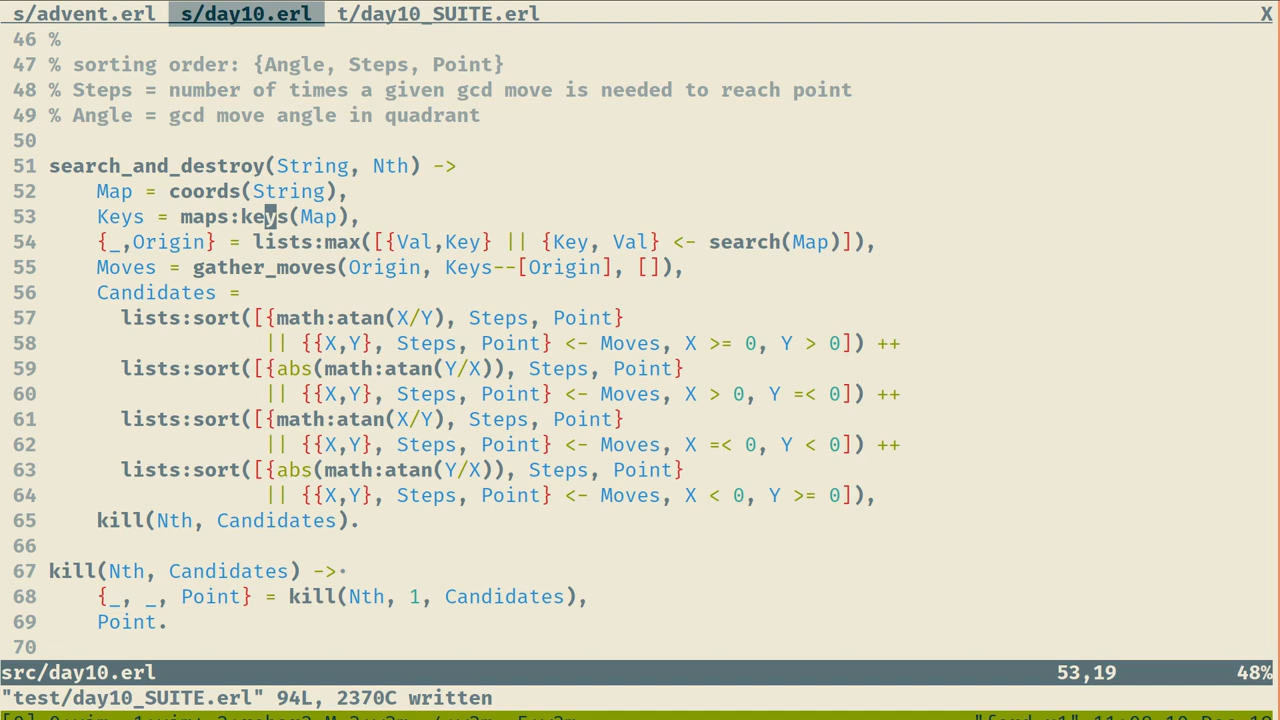 s/advent.erl s/day10.erl t/day10_SUITE.erl X
46 %
47 % sorting order: {Angle, Steps, Point}
48 % Steps = number of times a given gcd move is needed to reach point
49 % Angle = gcd move angle in quadrant
50
51 search_and_destroy(String, Nth) ->
52     Map = coords(String),
53     Keys = maps:keys(Map),
54     {_,Origin} = lists:max([{Val,Key} || {Key, Val} <- search(Map)]),
55     Moves = gather_moves(Origin, Keys--[Origin], []),
56     Candidates =
57       lists:sort([{math:atan(X/Y), Steps, Point}
58                   || {{X,Y}, Steps, Point} <- Moves, X >= 0, Y > 0]) ++
59       lists:sort([{abs(math:atan(Y/X)), Steps, Point}
60                   || {{X,Y}, Steps, Point} <- Moves, X > 0, Y =< 0]) ++
61       lists:sort([{math:atan(X/Y), Steps, Point}
62                   || {{X,Y}, Steps, Point} <- Moves, X =< 0, Y < 0]) ++
63       lists:sort([{abs(math:atan(Y/X)), Steps, Point}
64                   || {{X,Y}, Steps, Point} <- Moves, X < 0, Y >= 0]),
65     kill(Nth, Candidates).
66
67 kill(Nth, Candidates) ->·
68     {_, _, Point} = kill(Nth, 1, Candidates),
69     Point.
70
src/day10.erl 53,19 48%
"test/day10_SUITE.erl" 94L, 2370C written